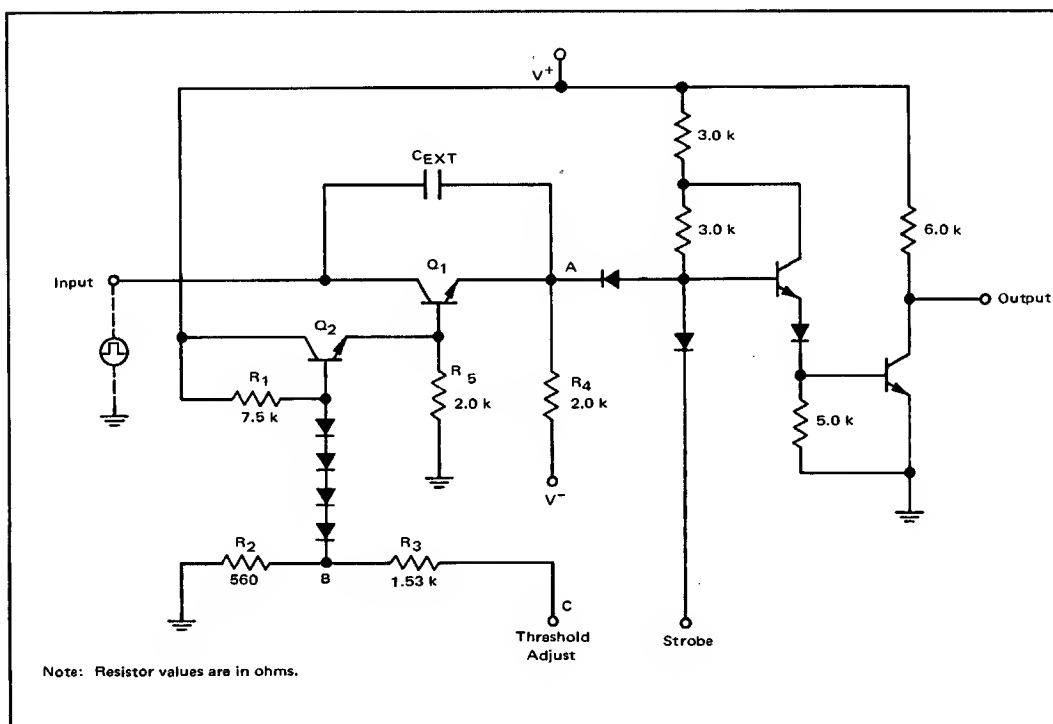 V+
3.0 k
CEXT
3.0 k
6.0 k
Q1
A
Input
Output
Q2
R1
7.5 k
R5
2.0 k
R4
2.0 k
5.0 k
V−
R2
560
B
R3
1.53 k
C
Threshold
Adjust
Strobe
Note: Resistor values are in ohms.